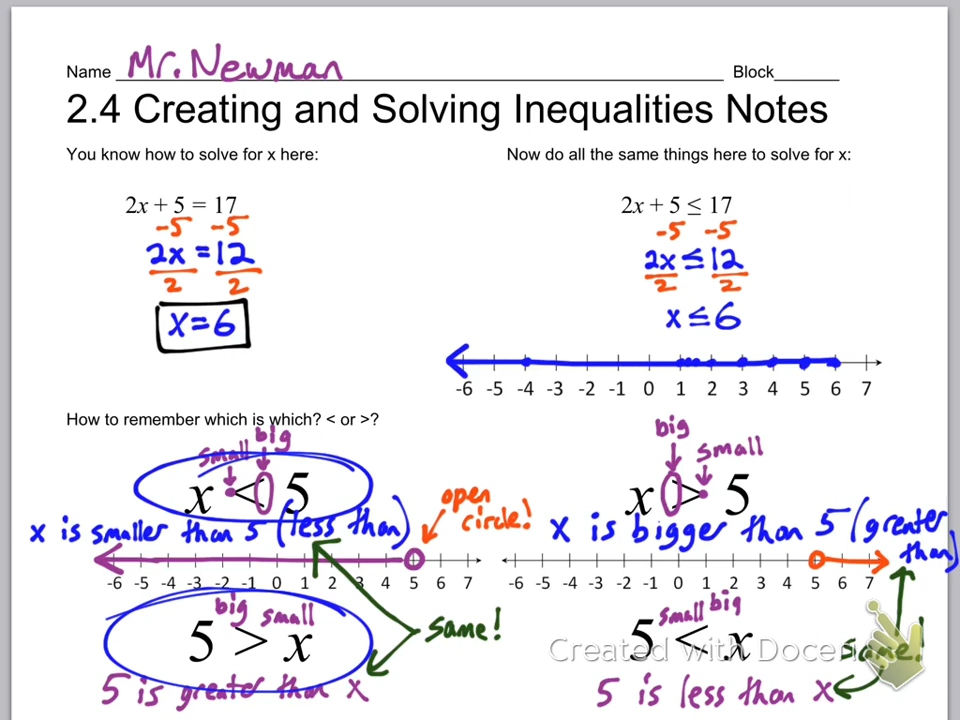 Name Mr. Newman Block
2.4 Creating and Solving Inequalities Notes
You know how to solve for x here:
Now do all the same things here to solve for x:
2x + 5 = 17
-5 -5
2x = 12
2 2
x = 6
2x + 5 ≤ 17
-5 -5
2x ≤ 12
2 2
x ≤ 6
-6 -5 -4 -3 -2 -1 0 1 2 3 4 5 6 7
How to remember which is which? < or >?
small big
x < 5
x is smaller than 5 (less than)
open circle!
-6 -5 -4 -3 -2 -1 0 1 2 3 4 5 6 7
big small
5 > x
5 is greater than x
same!
big small
x > 5
x is bigger than 5 (greater than)
-6 -5 -4 -3 -2 -1 0 1 2 3 4 5 6 7
small big
5 < x
5 is less than x
same!
Created with Doceri